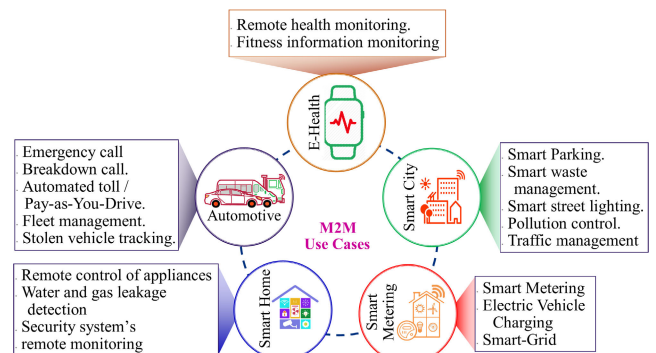 Remote health monitoring.
Fitness information monitoring
E-Health
Emergency call
Breakdown call.
Automated toll /
Pay-as-You-Drive.
Fleet management.
Stolen vehicle tracking.
Automotive
Smart City
Smart Parking.
Smart waste
management.
Smart street lighting.
Pollution control.
Traffic management
M2M
Use Cases
Remote control of appliances
Water and gas leakage
detection
Security system's
remote monitoring
Smart Home
Smart
Metering
Smart Metering
Electric Vehicle
Charging
Smart-Grid